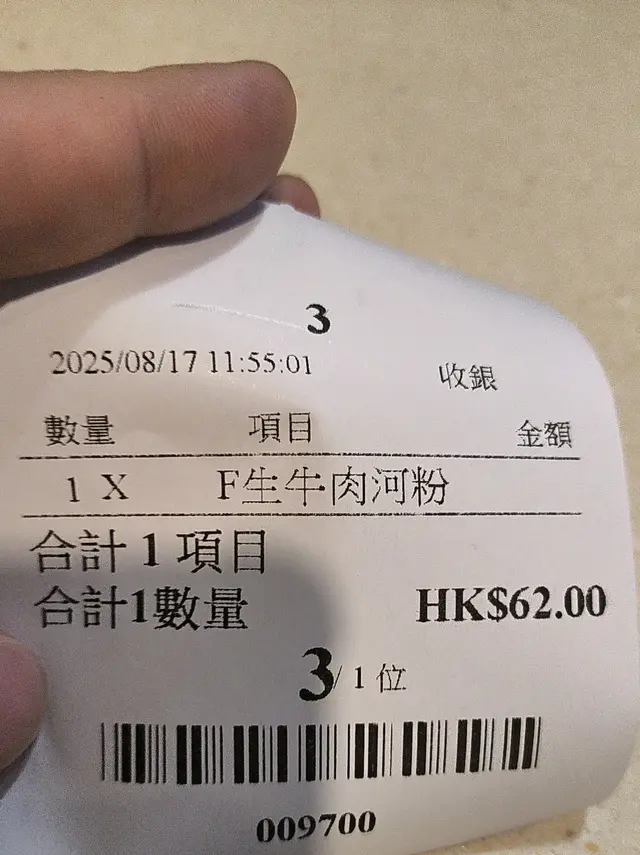 3
2025/08/17 11:55:01 收銀
數量 項目 金額
1 X F生牛肉河粉
合計 1 項目
合計1數量 HK$62.00
3/ 1 位
009700